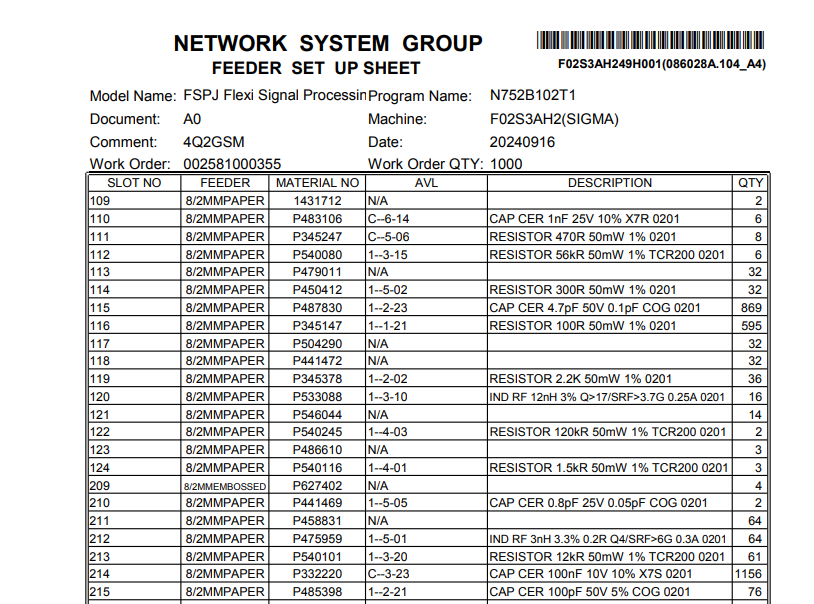 NETWORK SYSTEM GROUP
FEEDER SET UP SHEET
F02S3AH249H001(086028A.104_A4)
Model Name: FSPJ Flexi Signal Processin Program Name: N752B102T1
Document: A0 Machine: F02S3AH2(SIGMA)
Comment: 4Q2GSM Date: 20240916
Work Order: 002581000355 Work Order QTY: 1000
SLOT NO FEEDER MATERIAL NO AVL DESCRIPTION QTY
109 8/2MMPAPER 1431712 N/A 2
110 8/2MMPAPER P483106 C--6-14 CAP CER 1nF 25V 10% X7R 0201 6
111 8/2MMPAPER P345247 C--5-06 RESISTOR 470R 50mW 1% 0201 8
112 8/2MMPAPER P540080 1--3-15 RESISTOR 56kR 50mW 1% TCR200 0201 6
113 8/2MMPAPER P479011 N/A 32
114 8/2MMPAPER P450412 1--5-02 RESISTOR 300R 50mW 1% 0201 32
115 8/2MMPAPER P487830 1--2-23 CAP CER 4.7pF 50V 0.1pF COG 0201 869
116 8/2MMPAPER P345147 1--1-21 RESISTOR 100R 50mW 1% 0201 595
117 8/2MMPAPER P504290 N/A 32
118 8/2MMPAPER P441472 N/A 32
119 8/2MMPAPER P345378 1--2-02 RESISTOR 2.2K 50mW 1% 0201 36
120 8/2MMPAPER P533088 1--3-10 IND RF 12nH 3% Q>17/SRF>3.7G 0.25A 0201 16
121 8/2MMPAPER P546044 N/A 14
122 8/2MMPAPER P540245 1--4-03 RESISTOR 120kR 50mW 1% TCR200 0201 2
123 8/2MMPAPER P486610 N/A 3
124 8/2MMPAPER P540116 1--4-01 RESISTOR 1.5kR 50mW 1% TCR200 0201 3
209 8/2MMEMBOSSED P627402 N/A 4
210 8/2MMPAPER P441469 1--5-05 CAP CER 0.8pF 25V 0.05pF COG 0201 2
211 8/2MMPAPER P458831 N/A 64
212 8/2MMPAPER P475959 1--5-01 IND RF 3nH 3.3% 0.2R Q4/SRF>6G 0.3A 0201 64
213 8/2MMPAPER P540101 1--3-20 RESISTOR 12kR 50mW 1% TCR200 0201 61
214 8/2MMPAPER P332220 C--3-23 CAP CER 100nF 10V 10% X7S 0201 1156
215 8/2MMPAPER P485398 1--2-21 CAP CER 100pF 50V 5% COG 0201 76